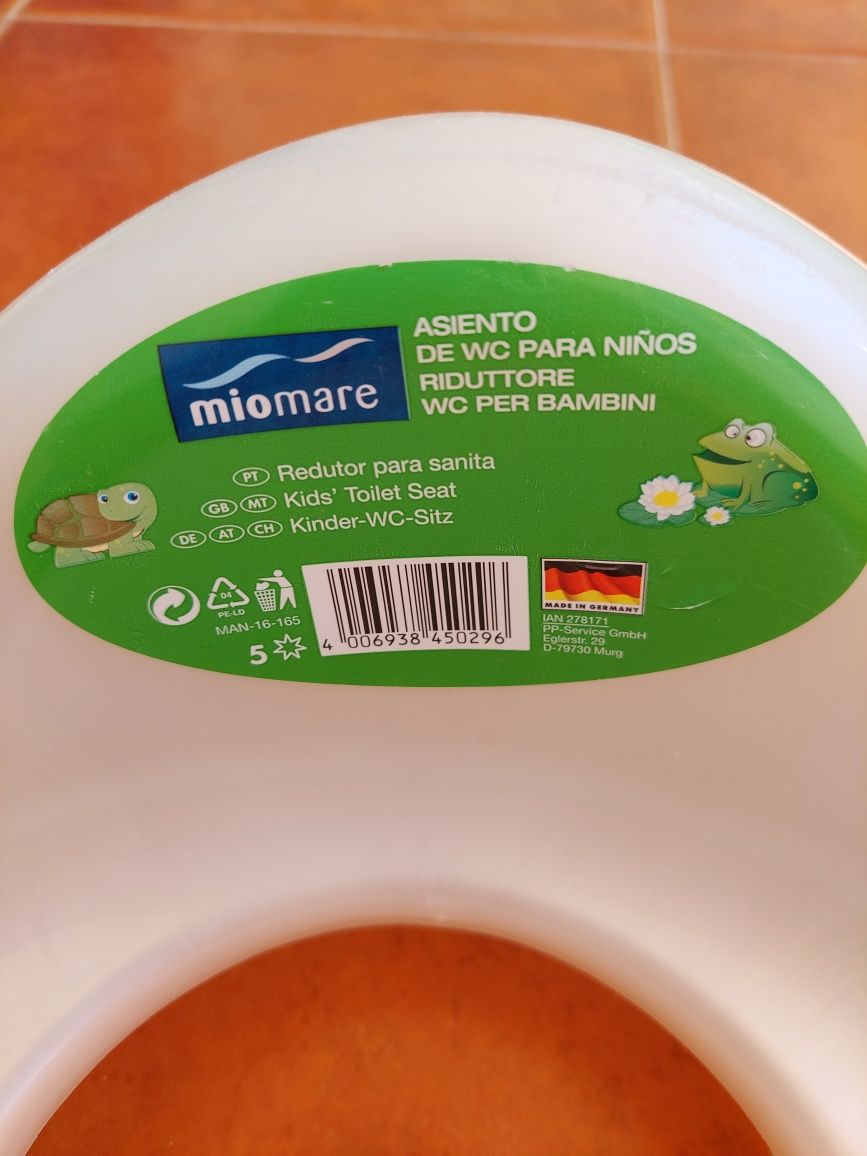 miomare
ASIENTO
DE WC PARA NIÑOS
RIDUTTORE
WC PER BAMBINI
PT Redutor para sanita
GB MT Kids' Toilet Seat
DE AT CH Kinder-WC-Sitz
04
PE-LD
MAN-16-165
5
4 006938 450296
MADE IN GERMANY
IAN 278171
PP-Service GmbH
Eglerstr. 29
D-79730 Murg